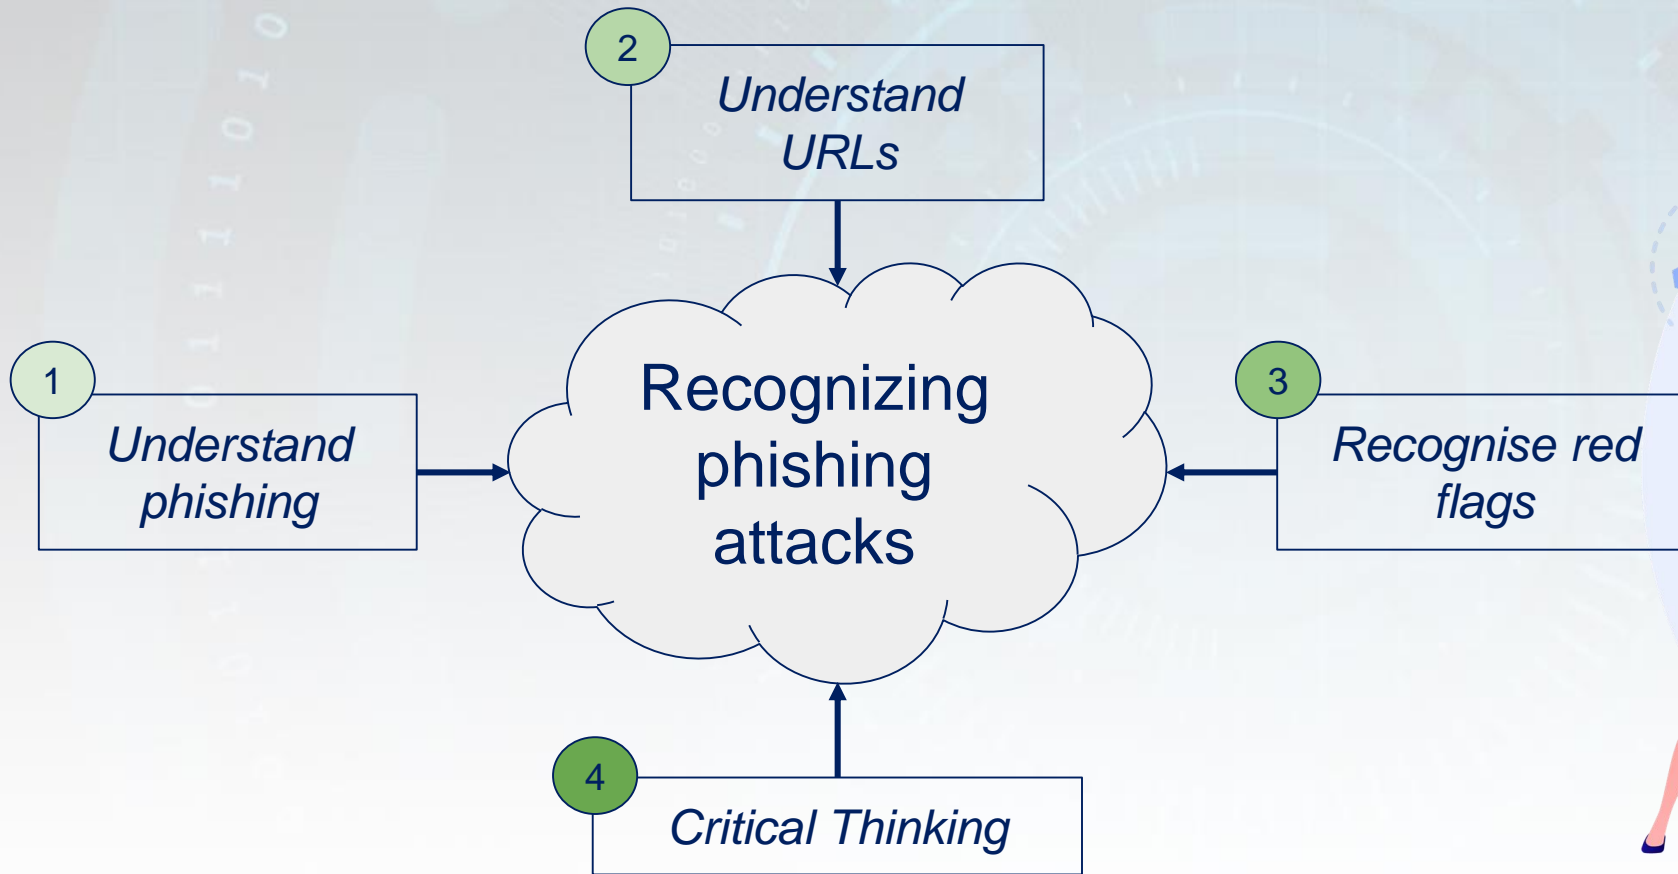 2
Understand
URLs
1
Understand
phishing
Recognizing
phishing
attacks
3
Recognise red
flags
4
Critical Thinking